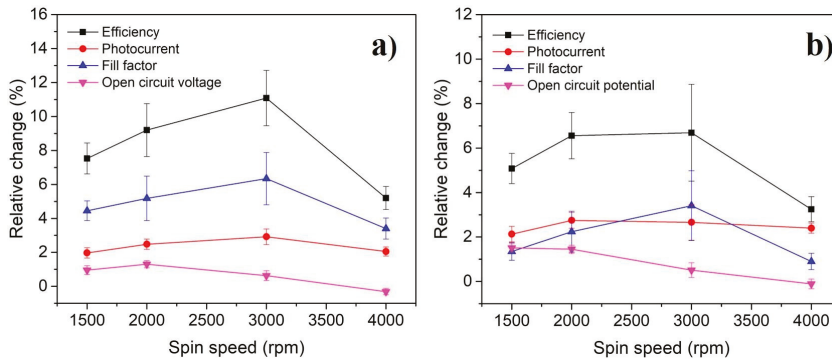 16
14
12
10
8
6
4
2
0
Relative change (%)
Efficiency
Photocurrent
Fill factor
Open circuit voltage
a)
1500 2000 2500 3000 3500 4000
Spin speed (rpm)
12
10
8
6
4
2
0
Relative change (%)
Efficiency
Photocurrent
Fill factor
Open circuit potential
b)
1500 2000 2500 3000 3500 4000
Spin speed (rpm)